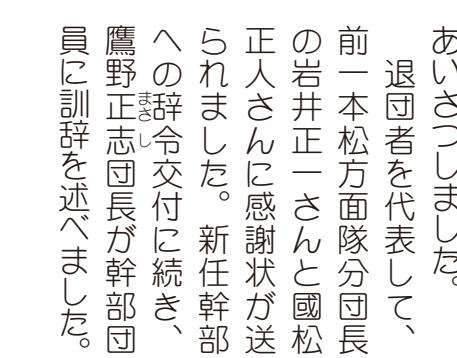 あいさつしました。
退団者を代表して、
前一本松方面隊分団長
の岩井正一さんと國松
正人さんに感謝状が送
られました。新任幹部
への辞令交付に続き、
鷹野正志まさし団長が幹部団
員に訓辞を述べました。